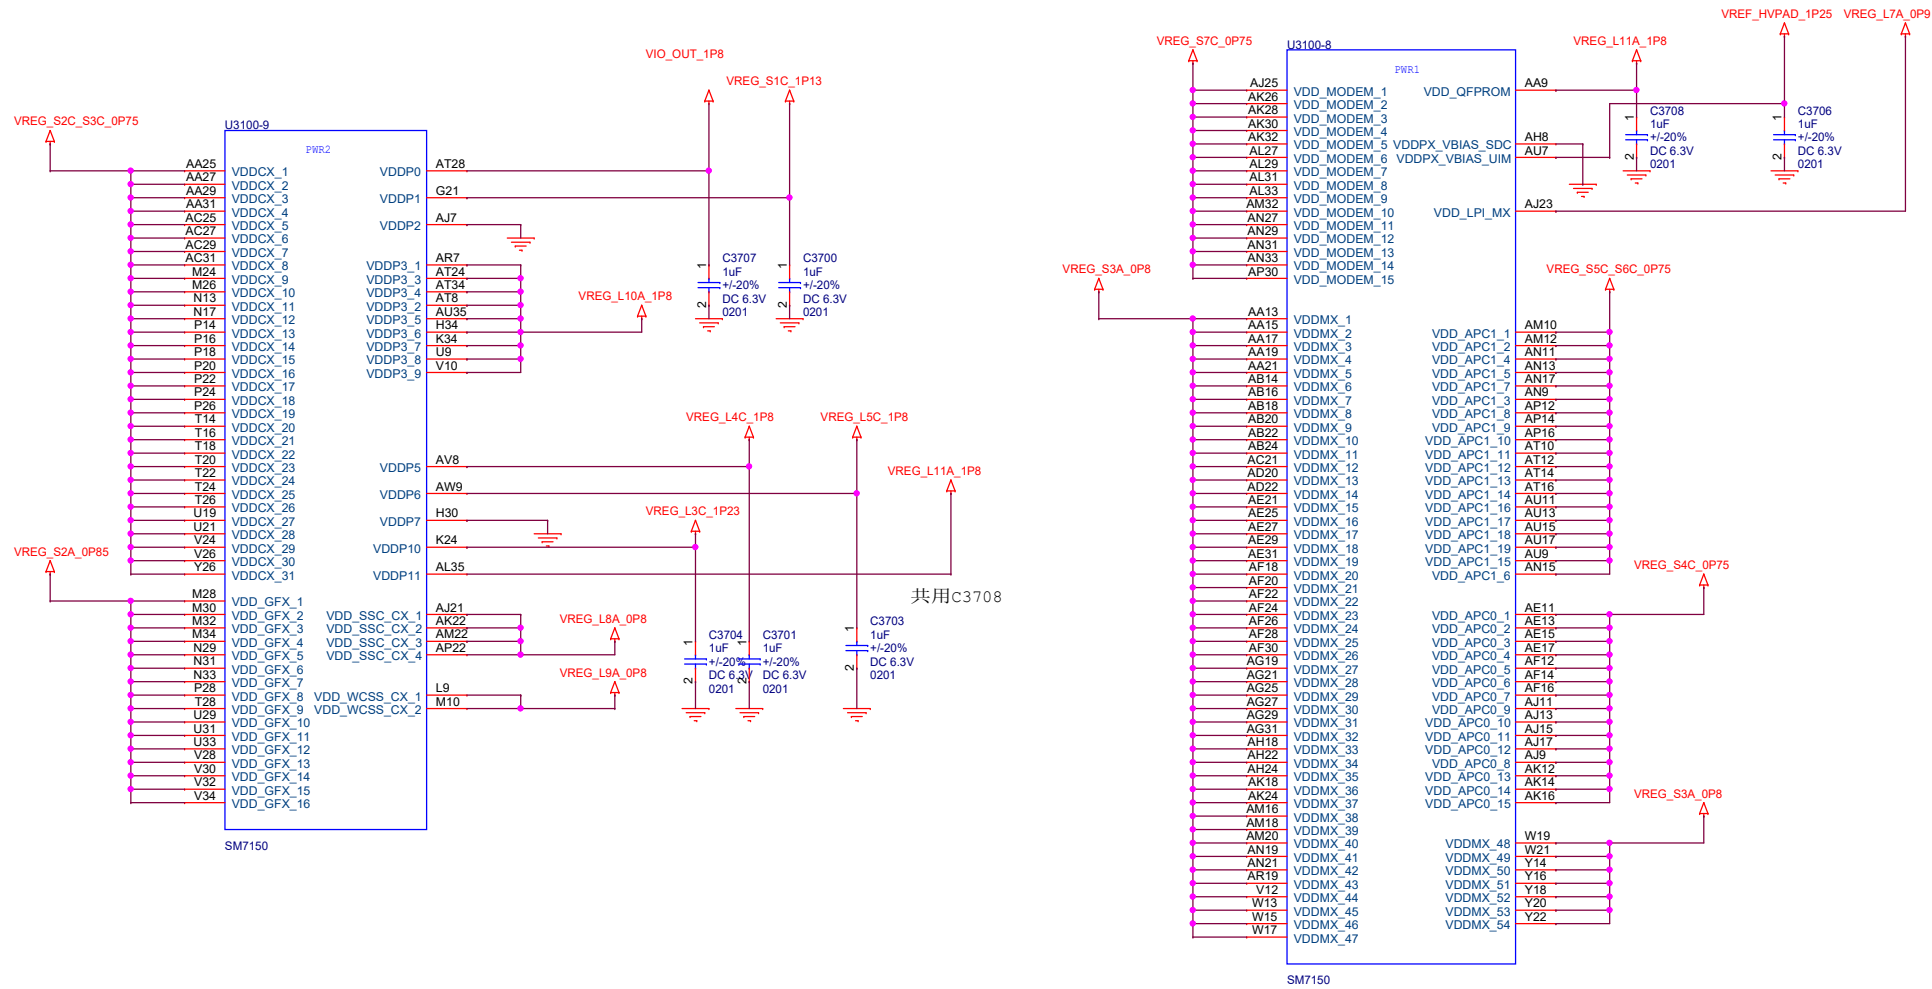 VIO_OUT_1P8
VREG_S1C_1P13
VREG_S2C_S3C_0P75
U3100-9
PWR2
AA25 VDDCX_1
AA27 VDDCX_2
AA29 VDDCX_3
AA31 VDDCX_4
AC25 VDDCX_5
AC27 VDDCX_6
AC29 VDDCX_7
AC31 VDDCX_8
M24 VDDCX_9
M26 VDDCX_10
N13 VDDCX_11
N17 VDDCX_12
P14 VDDCX_13
P16 VDDCX_14
P18 VDDCX_15
P20 VDDCX_16
P22 VDDCX_17
P24 VDDCX_18
P26 VDDCX_19
T14 VDDCX_20
T16 VDDCX_21
T18 VDDCX_22
T20 VDDCX_23
T22 VDDCX_24
T24 VDDCX_25
T26 VDDCX_26
U19 VDDCX_27
U21 VDDCX_28
V24 VDDCX_29
V26 VDDCX_30
Y26 VDDCX_31
VREG_S2A_0P85
M28 VDD_GFX_1
M30 VDD_GFX_2
M32 VDD_GFX_3
M34 VDD_GFX_4
N29 VDD_GFX_5
N31 VDD_GFX_6
N33 VDD_GFX_7
P28 VDD_GFX_8
T28 VDD_GFX_9
U29 VDD_GFX_10
U31 VDD_GFX_11
U33 VDD_GFX_12
V28 VDD_GFX_13
V30 VDD_GFX_14
V32 VDD_GFX_15
V34 VDD_GFX_16
VDDP0 AT28
VDDP1 G21
VDDP2 AJ7
VDDP3_1 AR7
VDDP3_3 AT24
VDDP3_4 AT34
VDDP3_2 AT8
VDDP3_5 AU35
VDDP3_6 H34
VDDP3_7 K34
VDDP3_8 U9
VDDP3_9 V10
VREG_L10A_1P8
VDDP5 AV8
VDDP6 AW9
VDDP7 H30
VDDP10 K24
VDDP11 AL35
VDD_SSC_CX_1 AJ21
VDD_SSC_CX_2 AK22
VDD_SSC_CX_3 AM22
VDD_SSC_CX_4 AP22
VREG_L8A_0P8
VDD_WCSS_CX_1 L9
VDD_WCSS_CX_2 M10
VREG_L9A_0P8
SM7150
1
2
C3707
1uF
+/-20%
DC 6.3V
0201
1
2
C3700
1uF
+/-20%
DC 6.3V
0201
VREG_L4C_1P8
VREG_L5C_1P8
VREG_L11A_1P8
VREG_L3C_1P23
共用C3708
1
2
C3704
1uF
+/-20%
DC 6.3V
0201
1
2
C3701
1uF
+/-20%
DC 6.3V
0201
1
2
C3703
1uF
+/-20%
DC 6.3V
0201
VREG_S7C_0P75
U3100-8
PWR1
AJ25 VDD_MODEM_1
AK26 VDD_MODEM_2
AK28 VDD_MODEM_3
AK30 VDD_MODEM_4
AK32 VDD_MODEM_5
AL27 VDD_MODEM_6
AL29 VDD_MODEM_7
AL31 VDD_MODEM_8
AL33 VDD_MODEM_9
AM32 VDD_MODEM_10
AN27 VDD_MODEM_11
AN29 VDD_MODEM_12
AN31 VDD_MODEM_13
AN33 VDD_MODEM_14
AP30 VDD_MODEM_15
VREG_S3A_0P8
AA13 VDDMX_1
AA15 VDDMX_2
AA17 VDDMX_3
AA19 VDDMX_4
AA21 VDDMX_5
AB14 VDDMX_6
AB16 VDDMX_7
AB18 VDDMX_8
AB20 VDDMX_9
AB22 VDDMX_10
AB24 VDDMX_11
AC21 VDDMX_12
AD20 VDDMX_13
AD22 VDDMX_14
AE21 VDDMX_15
AE25 VDDMX_16
AE27 VDDMX_17
AE29 VDDMX_18
AE31 VDDMX_19
AF18 VDDMX_20
AF20 VDDMX_21
AF22 VDDMX_22
AF24 VDDMX_23
AF26 VDDMX_24
AF28 VDDMX_25
AF30 VDDMX_26
AG19 VDDMX_27
AG21 VDDMX_28
AG25 VDDMX_29
AG27 VDDMX_30
AG29 VDDMX_31
AG31 VDDMX_32
AH18 VDDMX_33
AH22 VDDMX_34
AH24 VDDMX_35
AK18 VDDMX_36
AK24 VDDMX_37
AM16 VDDMX_38
AM18 VDDMX_39
AM20 VDDMX_40
AN19 VDDMX_41
AN21 VDDMX_42
AR19 VDDMX_43
V12 VDDMX_44
W13 VDDMX_45
W15 VDDMX_46
W17 VDDMX_47
VREG_L11A_1P8
VREF_HVPAD_1P25
VREG_L7A_0P9
VDD_QFPROM AA9
VDDPX_VBIAS_SDC AH8
VDDPX_VBIAS_UIM AU7
VDD_LPI_MX AJ23
1
2
C3708
1uF
+/-20%
DC 6.3V
0201
1
2
C3706
1uF
+/-20%
DC 6.3V
0201
VREG_S5C_S6C_0P75
VDD_APC1_1 AM10
VDD_APC1_2 AM12
VDD_APC1_4 AN11
VDD_APC1_5 AN13
VDD_APC1_7 AN17
VDD_APC1_3 AN9
VDD_APC1_8 AP12
VDD_APC1_9 AP14
VDD_APC1_10 AP16
VDD_APC1_11 AT10
VDD_APC1_12 AT12
VDD_APC1_13 AT14
VDD_APC1_14 AT16
VDD_APC1_16 AU11
VDD_APC1_17 AU13
VDD_APC1_18 AU15
VDD_APC1_19 AU17
VDD_APC1_15 AU9
VDD_APC1_6 AN15
VREG_S4C_0P75
VDD_APC0_1 AE11
VDD_APC0_2 AE13
VDD_APC0_3 AE15
VDD_APC0_4 AE17
VDD_APC0_5 AF12
VDD_APC0_6 AF14
VDD_APC0_7 AF16
VDD_APC0_9 AJ11
VDD_APC0_10 AJ13
VDD_APC0_11 AJ15
VDD_APC0_12 AJ17
VDD_APC0_8 AJ9
VDD_APC0_13 AK12
VDD_APC0_14 AK14
VDD_APC0_15 AK16
VREG_S3A_0P8
VDDMX_48 W19
VDDMX_49 W21
VDDMX_50 Y14
VDDMX_51 Y16
VDDMX_52 Y18
VDDMX_53 Y20
VDDMX_54 Y22
SM7150